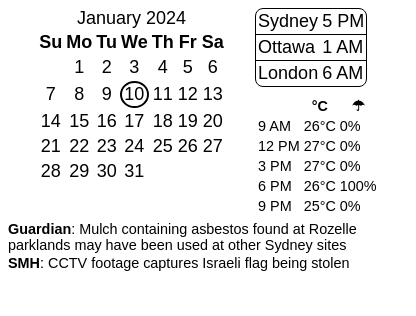 January 2024
Su Mo Tu We Th Fr Sa
1 2 3 4 5 6
7 8 9 10 11 12 13
14 15 16 17 18 19 20
21 22 23 24 25 26 27
28 29 30 31
Sydney 5 PM
Ottawa 1 AM
London 6 AM
°C ☂
9 AM 26°C 0%
12 PM 27°C 0%
3 PM 27°C 0%
6 PM 26°C 100%
9 PM 25°C 0%
Guardian: Mulch containing asbestos found at Rozelle
parklands may have been used at other Sydney sites
SMH: CCTV footage captures Israeli flag being stolen